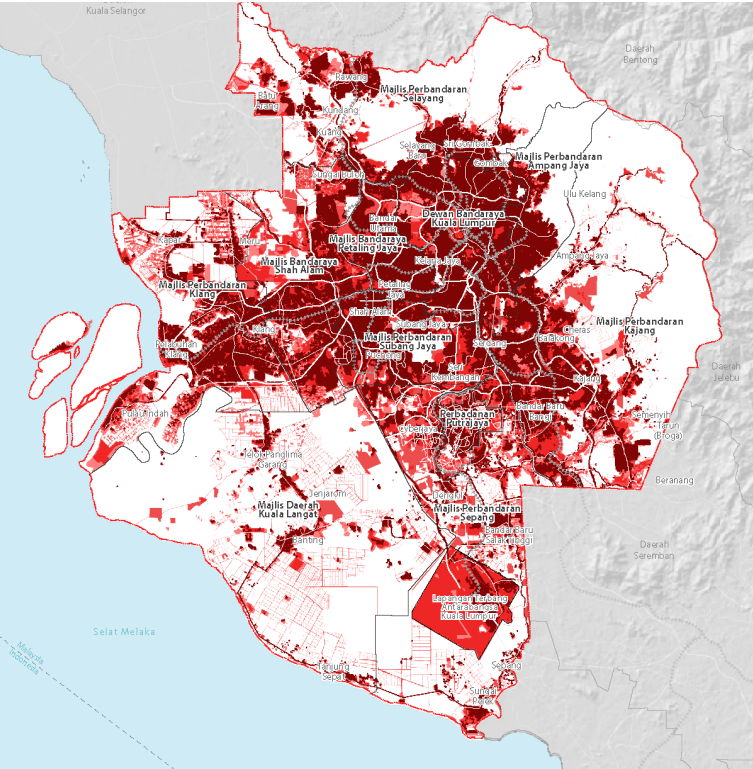 Kuala Selangor
Daerah
Bentong
Rawang
Batu
Arang
Majlis Perbandaran
Selayang
Kundang
Kuang
Selayang
Baru
Sri Gombak
Gombak
Majlis Perbandaran
Ampang Jaya
Sungai Buloh
Ulu Kelang
Bandar
Utama
Dewan Bandaraya
Kuala Lumpur
Kapar
Meru
Majlis Bandaraya
Petaling Jaya
Ampang Jaya
Kelana Jaya
Majlis Bandaraya
Shah Alam
Majlis Perbandaran
Klang
Petaling
Jaya
Shah Alam
Subang Jaya
Majlis Perbandaran
Kajang
Cheras
Balakong
Klang
Majlis Perbandaran
Subang Jaya
Serdang
Pelabuhan
Klang
Puchong
Seri
Kembangan
Kajang
Daerah
Jelebu
Pulau Indah
Perbadanan
Putrajaya
Bandar Baru
Bangi
Semenyih
Tarun
(Broga)
Cyberjaya
Telok Panglima
Garang
Beranang
Jenjarom
Dengkil
Majlis Daerah
Kuala Langat
Majlis Perbandaran
Sepang
Bandar Baru
Salak Tinggi
Banting
Daerah
Seremban
Lapangan Terbang
Antarabangsa
Kuala Lumpur
Selat Melaka
Malaysia
Indonesia
Tanjung
Sepat
Sepang
Sungai
Pelek